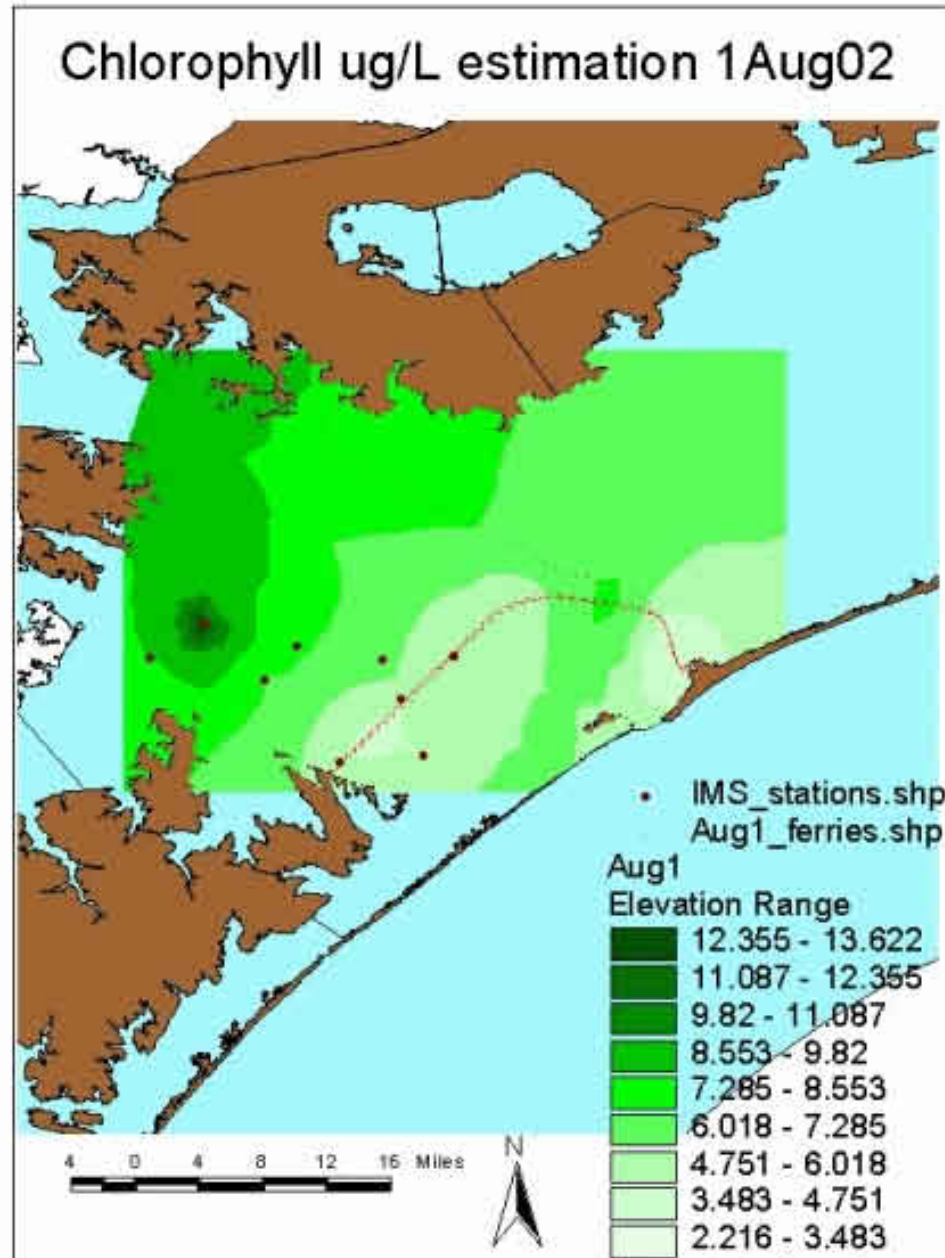 Chlorophyll ug/L estimation 1Aug02
IMS_stations.shp
Aug1_ferries.shp
Aug1
Elevation Range
12.355 - 13.622
11.087 - 12.355
9.82 - 11.087
8.553 - 9.82
7.285 - 8.553
6.018 - 7.285
4.751 - 6.018
3.483 - 4.751
2.216 - 3.483
4 0 4 8 12 16 Miles
N